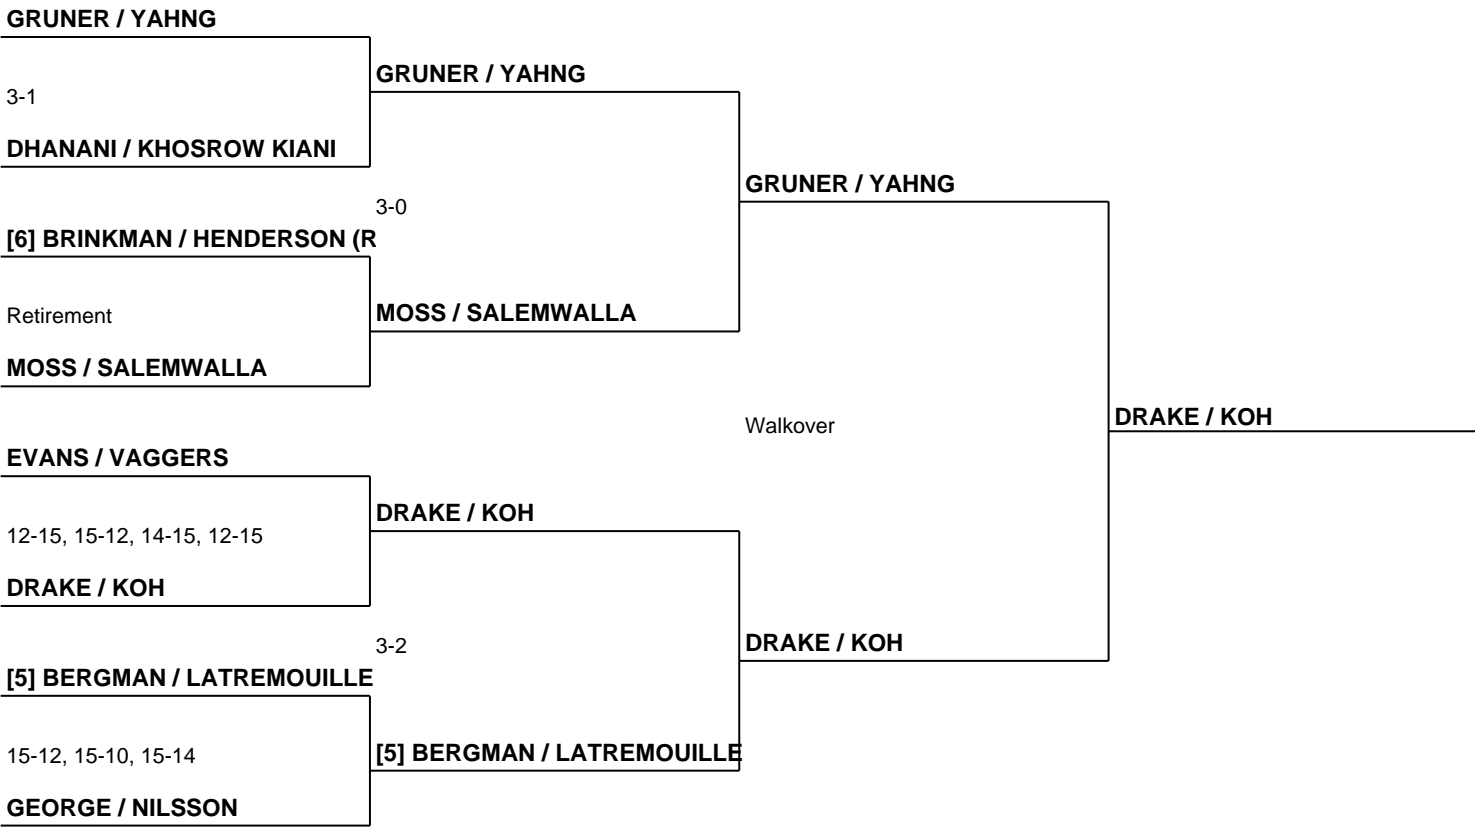 GRUNER / YAHNG
3-1
DHANANI / KHOSROW KIANI
[6] BRINKMAN / HENDERSON (R
Retirement
MOSS / SALEMWALLA
EVANS / VAGGERS
12-15, 15-12, 14-15, 12-15
DRAKE / KOH
[5] BERGMAN / LATREMOUILLE
15-12, 15-10, 15-14
GEORGE / NILSSON
GRUNER / YAHNG
3-0
MOSS / SALEMWALLA
DRAKE / KOH
3-2
[5] BERGMAN / LATREMOUILLE
GRUNER / YAHNG
Walkover
DRAKE / KOH
DRAKE / KOH